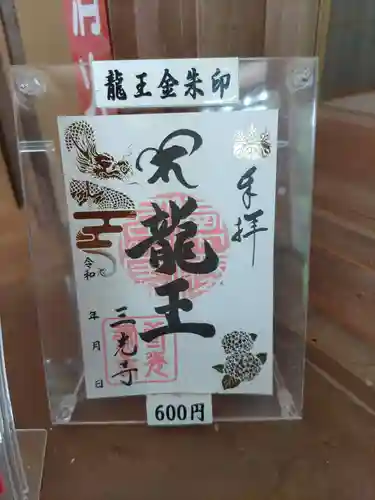 龍王金朱印
奉拝
龍王
令和
年
月
日
三光寺
600円